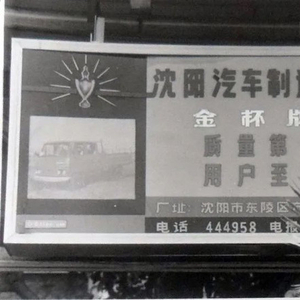 沈阳汽车制
金杯牌
质量第
用户至
厂址: 沈阳市东陵区
电话 444958 电报